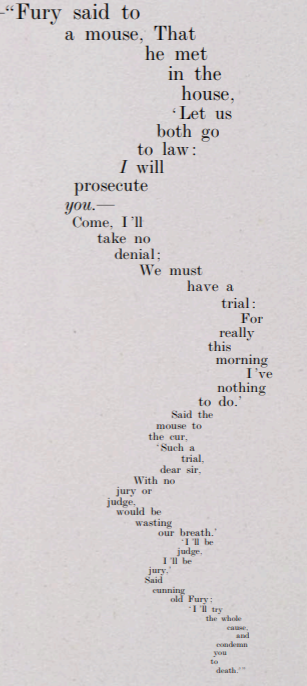 —“Fury said to
a mouse, That
he met
in the
house,
‘Let us
both go
to law:
I will
prosecute
you.—
Come, I’ll
take no
denial;
We must
have a
trial:
For
really
this
morning
I’ve
nothing
to do.’
Said the
mouse to
the cur,
‘Such a
trial,
dear sir,
With no
jury or
judge,
would be
wasting
our breath.’
‘I’ll be
judge,
I’ll be
jury,’
Said
cunning
old Fury;
‘I’ll try
the whole
cause,
and
condemn
you
to
death.’”